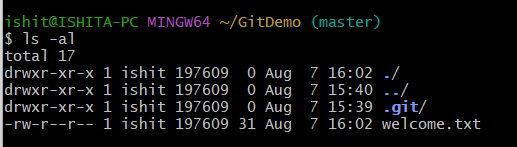 ishit@ISHITA-PC MINGW64 ~/GitDemo (master)
$ ls -al
total 17
drwxr-xr-x 1 ishit 197609  0 Aug  7 16:02 ./
drwxr-xr-x 1 ishit 197609  0 Aug  7 15:40 ../
drwxr-xr-x 1 ishit 197609  0 Aug  7 15:39 .git/
-rw-r--r-- 1 ishit 197609 31 Aug  7 16:02 welcome.txt